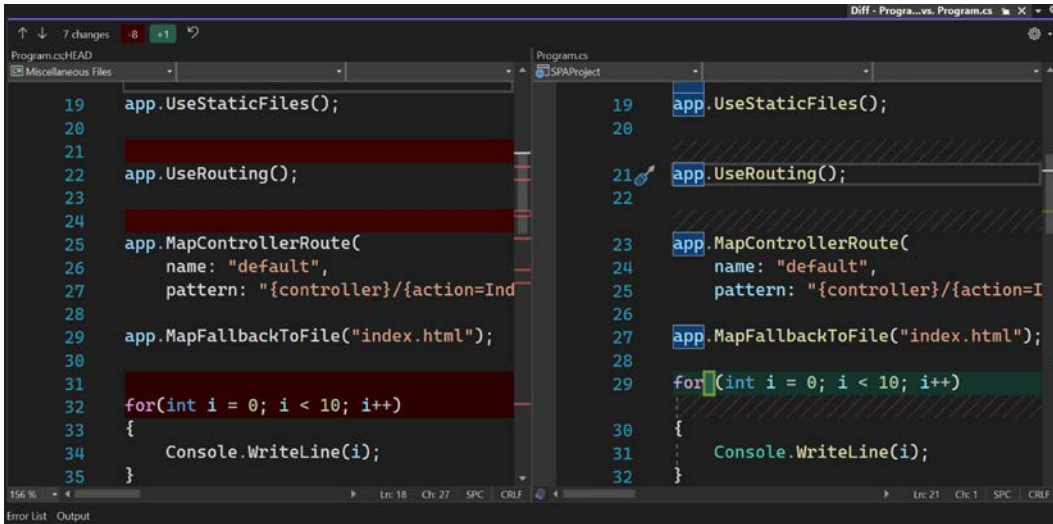 Diff - Progra...vs. Program.cs
7 changes -8 +1
Program.cs;HEAD
Miscellaneous Files
19 app.UseStaticFiles();
20
21
22 app.UseRouting();
23
24
25 app.MapControllerRoute(
26 name: "default",
27 pattern: "{controller}/{action=Ind
28
29 app.MapFallbackToFile("index.html");
30
31
32 for(int i = 0; i < 10; i++)
33 {
34 Console.WriteLine(i);
35 }
156 % Ln: 18 Ch: 27 SPC CRLF
Program.cs
SPAProject
19 app.UseStaticFiles();
20
21 app.UseRouting();
22
23 app.MapControllerRoute(
24 name: "default",
25 pattern: "{controller}/{action=I
26
27 app.MapFallbackToFile("index.html");
28
29 for (int i = 0; i < 10; i++)
30 {
31 Console.WriteLine(i);
32 }
Ln: 21 Ch: 1 SPC CRLF
Error List Output